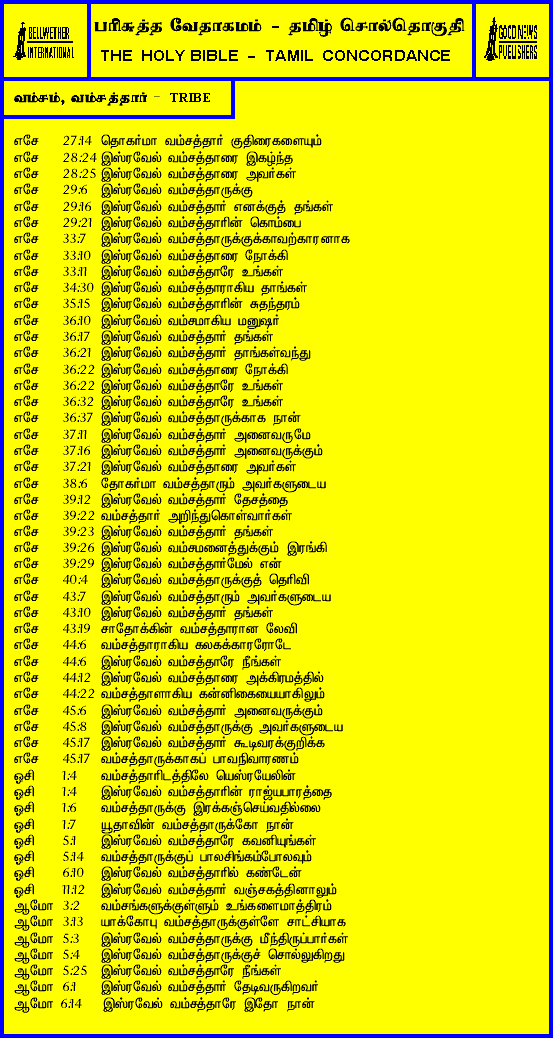 BELLWETHER
INTERNATIONAL
பரிசுத்த வேதாகமம் - தமிழ் சொல்தொகுதி
THE HOLY BIBLE - TAMIL CONCORDANCE
GOOD NEWS
PUBLISHERS
வம்சம், வம்சத்தார் - TRIBE
எசே 27:14 தொகர்மா வம்சத்தார் குதிரைகளையும்
எசே 28:24 இஸ்ரவேல் வம்சத்தாரை இகழ்ந்த
எசே 28:25 இஸ்ரவேல் வம்சத்தாரை அவர்கள்
எசே 29:6 இஸ்ரவேல் வம்சத்தாருக்கு
எசே 29:16 இஸ்ரவேல் வம்சத்தார் எனக்குத் தங்கள்
எசே 29:21 இஸ்ரவேல் வம்சத்தாரின் கொம்பை
எசே 33:7 இஸ்ரவேல் வம்சத்தாருக்குக்காவற்காரனாக
எசே 33:10 இஸ்ரவேல் வம்சத்தாரை நோக்கி
எசே 33:11 இஸ்ரவேல் வம்சத்தாரே உங்கள்
எசே 34:30 இஸ்ரவேல் வம்சத்தாராகிய தாங்கள்
எசே 35:15 இஸ்ரவேல் வம்சத்தாரின் சுதந்தரம்
எசே 36:10 இஸ்ரவேல் வம்சமாகிய மனுஷர்
எசே 36:17 இஸ்ரவேல் வம்சத்தார் தங்கள்
எசே 36:21 இஸ்ரவேல் வம்சத்தார் தாங்கள்வந்து
எசே 36:22 இஸ்ரவேல் வம்சத்தாரை நோக்கி
எசே 36:22 இஸ்ரவேல் வம்சத்தாரே உங்கள்
எசே 36:32 இஸ்ரவேல் வம்சத்தாரே உங்கள்
எசே 36:37 இஸ்ரவேல் வம்சத்தாருக்காக நான்
எசே 37:11 இஸ்ரவேல் வம்சத்தார் அனைவருமே
எசே 37:16 இஸ்ரவேல் வம்சத்தார் அனைவருக்கும்
எசே 37:21 இஸ்ரவேல் வம்சத்தாரை அவர்கள்
எசே 38:6 தோகர்மா வம்சத்தாரும் அவர்களுடைய
எசே 39:12 இஸ்ரவேல் வம்சத்தார் தேசத்தை
எசே 39:22 வம்சத்தார் அறிந்துகொள்வார்கள்
எசே 39:23 இஸ்ரவேல் வம்சத்தார் தங்கள்
எசே 39:26 இஸ்ரவேல் வம்சமனைத்துக்கும் இரங்கி
எசே 39:29 இஸ்ரவேல் வம்சத்தார்மேல் என்
எசே 40:4 இஸ்ரவேல் வம்சத்தாருக்குத் தெரிவி
எசே 43:7 இஸ்ரவேல் வம்சத்தாரும் அவர்களுடைய
எசே 43:10 இஸ்ரவேல் வம்சத்தார் தங்கள்
எசே 43:19 சாதோக்கின் வம்சத்தாரான லேவி
எசே 44:6 வம்சத்தாராகிய கலகக்காரரோடே
எசே 44:6 இஸ்ரவேல் வம்சத்தாரே நீங்கள்
எசே 44:12 இஸ்ரவேல் வம்சத்தாரை அக்கிரமத்தில்
எசே 44:22 வம்சத்தாளாகிய கன்னிகையையாகிலும்
எசே 45:6 இஸ்ரவேல் வம்சத்தார் அனைவருக்கும்
எசே 45:8 இஸ்ரவேல் வம்சத்தாருக்கு அவர்களுடைய
எசே 45:17 இஸ்ரவேல் வம்சத்தார் கூடிவரக்குறிக்க
எசே 45:17 வம்சத்தாருக்காகப் பாவநிவாரணம்
ஓசி 1:4 வம்சத்தாரிடத்திலே யெஸ்ரயேலின்
ஓசி 1:4 இஸ்ரவேல் வம்சத்தாரின் ராஜ்யபாரத்தை
ஓசி 1:6 வம்சத்தாருக்கு இரக்கஞ்செய்வதில்லை
ஓசி 1:7 யூதாவின் வம்சத்தாருக்கோ நான்
ஓசி 5:1 இஸ்ரவேல் வம்சத்தாரே கவனியுங்கள்
ஓசி 5:14 வம்சத்தாருக்குப் பாலசிங்கம்போலவும்
ஓசி 6:10 இஸ்ரவேல் வம்சத்தாரில் கண்டேன்
ஓசி 11:12 இஸ்ரவேல் வம்சத்தார் வஞ்சகத்தினாலும்
ஆமோ 3:2 வம்சங்களுக்குள்ளும் உங்களைமாத்திரம்
ஆமோ 3:13 யாக்கோபு வம்சத்தாருக்குள்ளே சாட்சியாக
ஆமோ 5:3 இஸ்ரவேல் வம்சத்தாருக்கு மீந்திருப்பார்கள்
ஆமோ 5:4 இஸ்ரவேல் வம்சத்தாருக்குச் சொல்லுகிறது
ஆமோ 5:25 இஸ்ரவேல் வம்சத்தாரே நீங்கள்
ஆமோ 6:1 இஸ்ரவேல் வம்சத்தார் தேடிவருகிறவர்
ஆமோ 6:14 இஸ்ரவேல் வம்சத்தாரே இதோ நான்